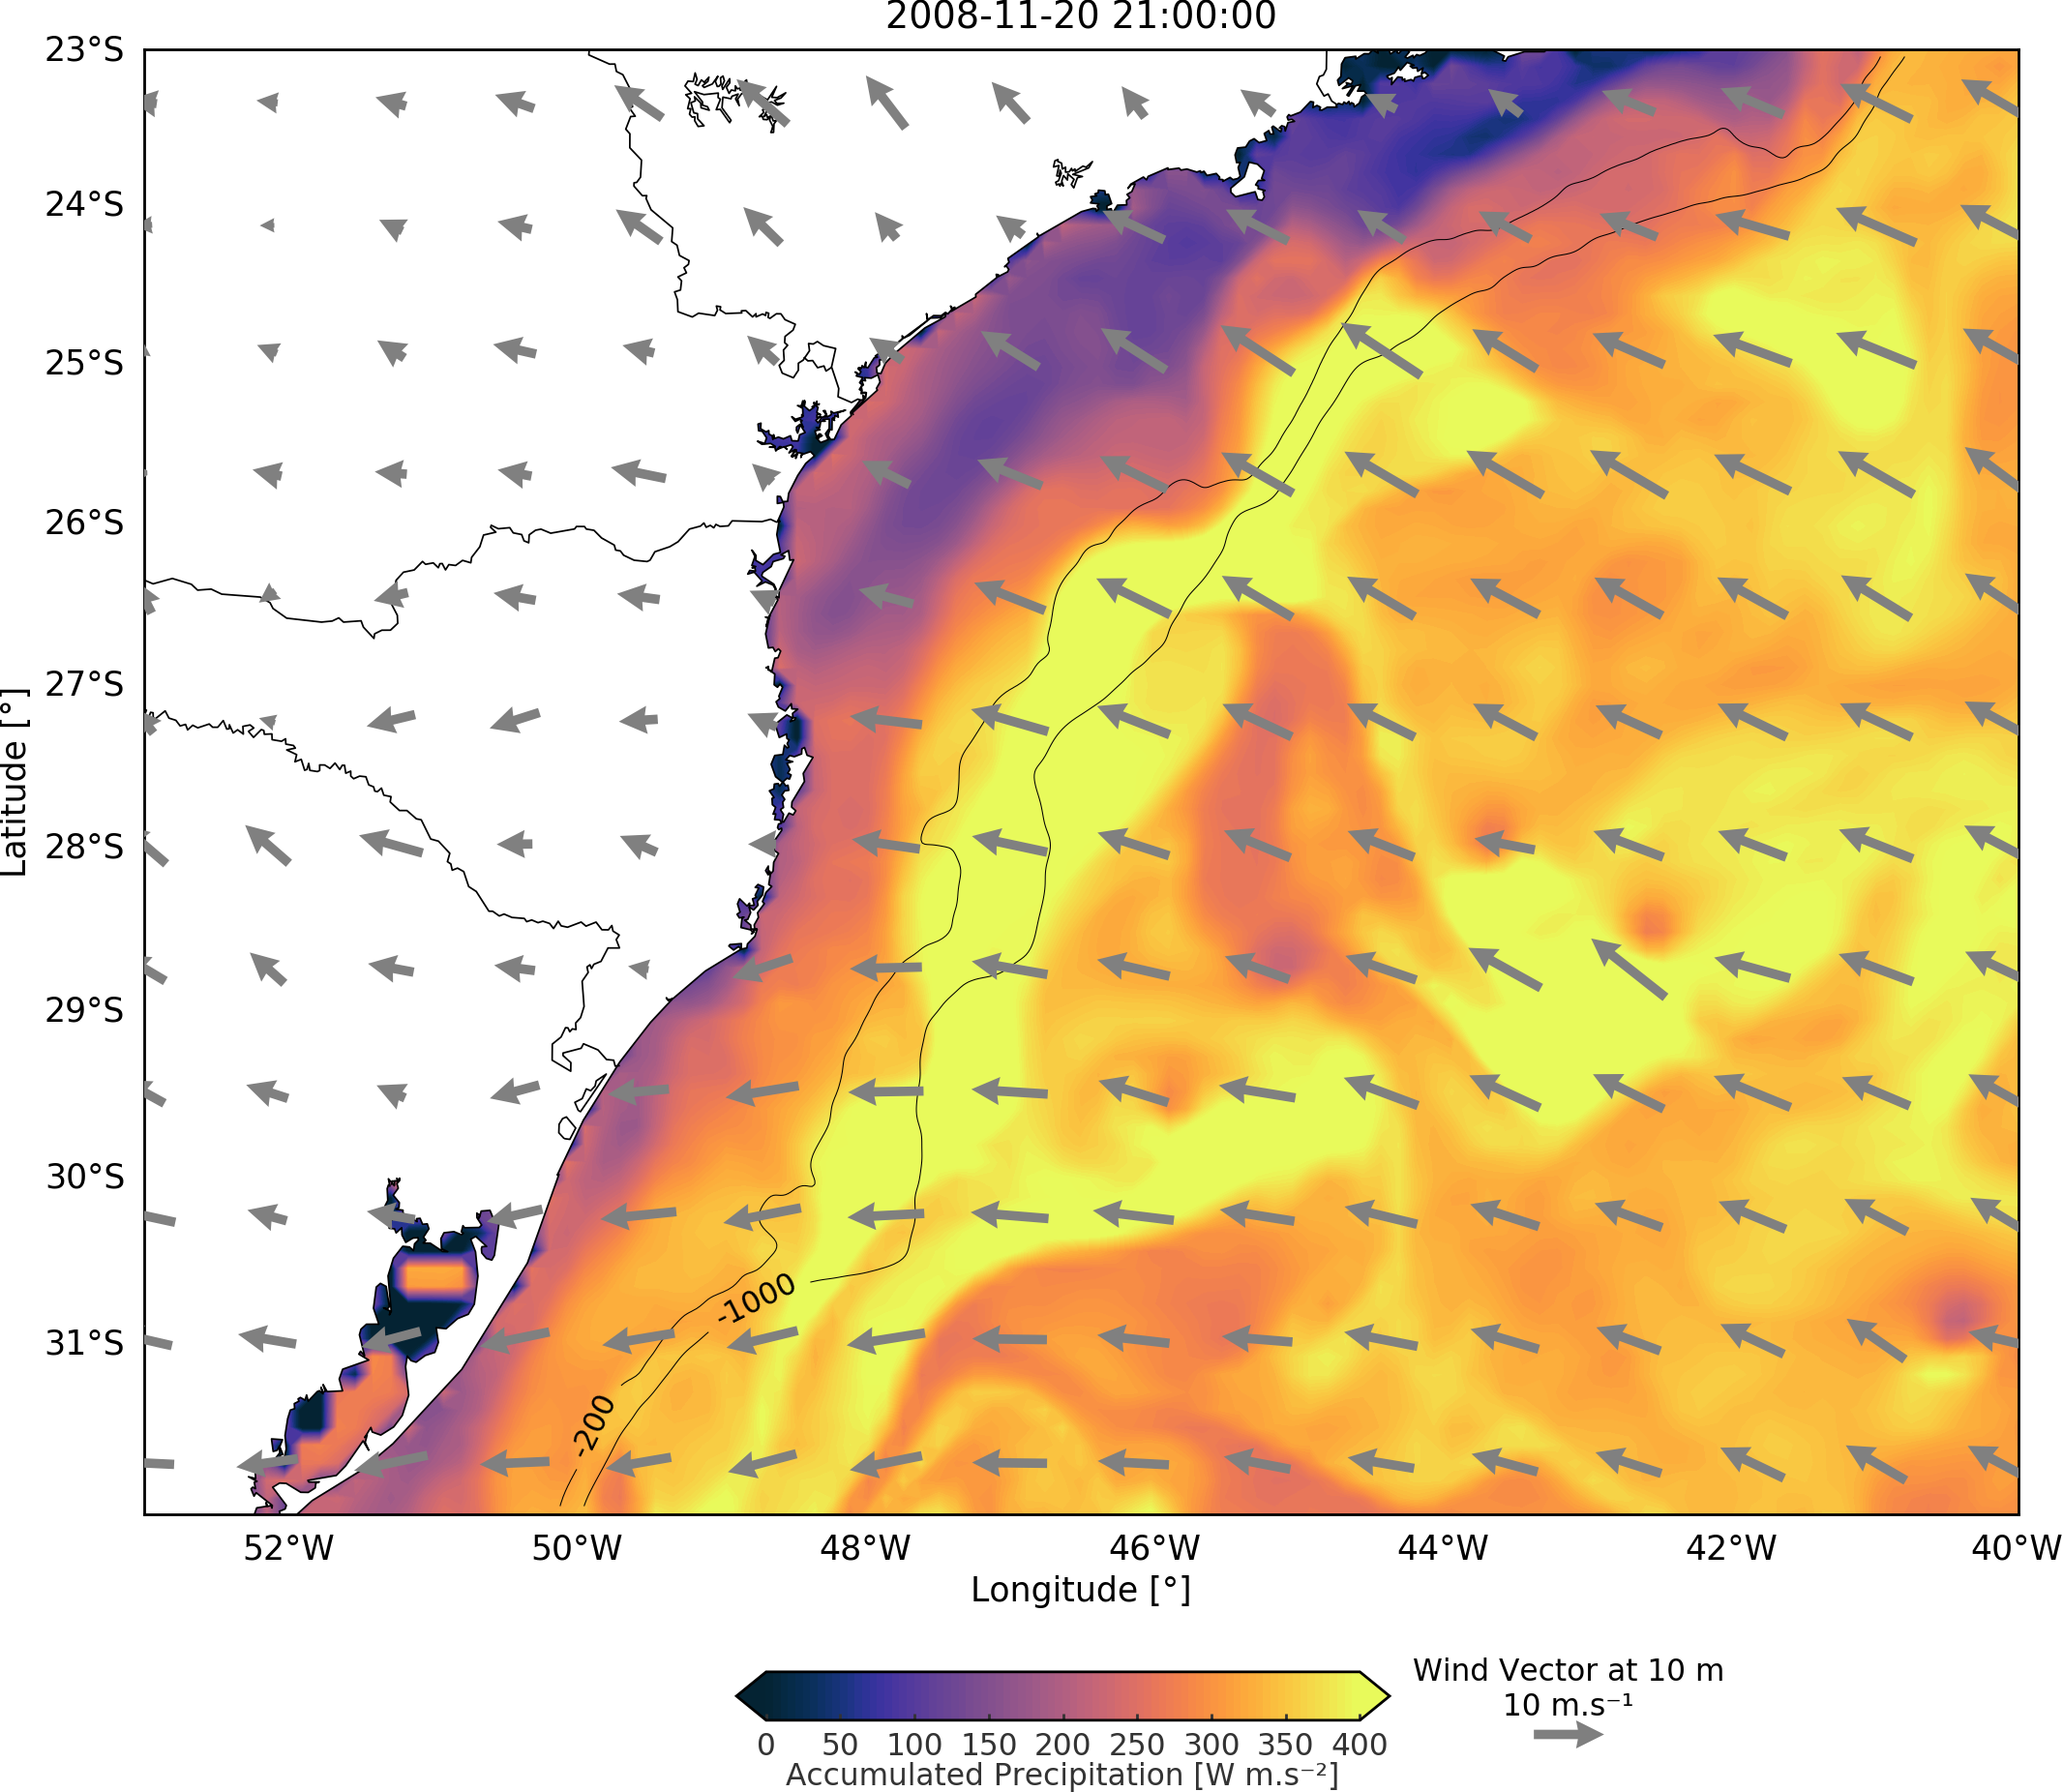 2008-11-20 21:00:00
23°S
24°S
25°S
26°S
27°S
28°S
29°S
30°S
31°S
Latitude [°]
-1000
-200
52°W 50°W 48°W 46°W 44°W 42°W 40°W
Longitude [°]
Wind Vector at 10 m
10 m.s⁻¹
0 50 100 150 200 250 300 350 400
Accumulated Precipitation [W m.s⁻²]